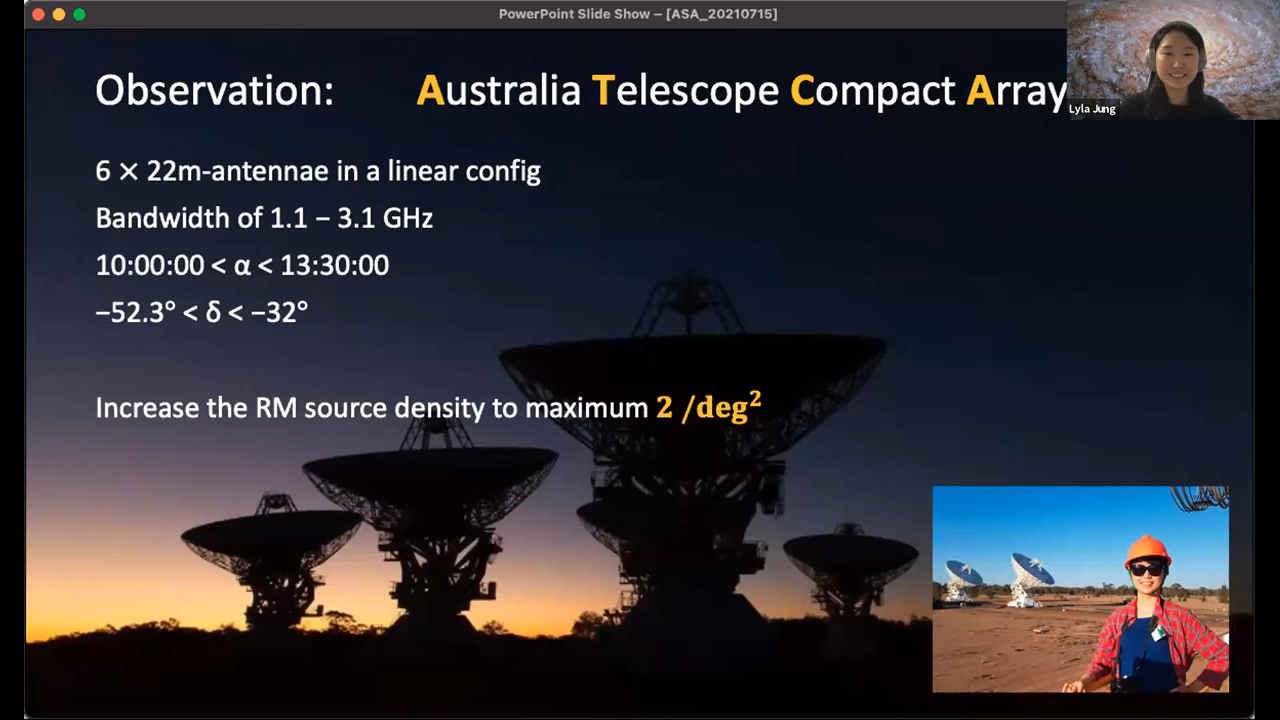 PowerPoint Slide Show – [ASA_20210715]
Observation: Australia Telescope Compact Array
Lyla Jung
6 × 22m-antennae in a linear config
Bandwidth of 1.1 – 3.1 GHz
10:00:00 < α < 13:30:00
−52.3° < δ < −32°
Increase the RM source density to maximum 2 /deg²